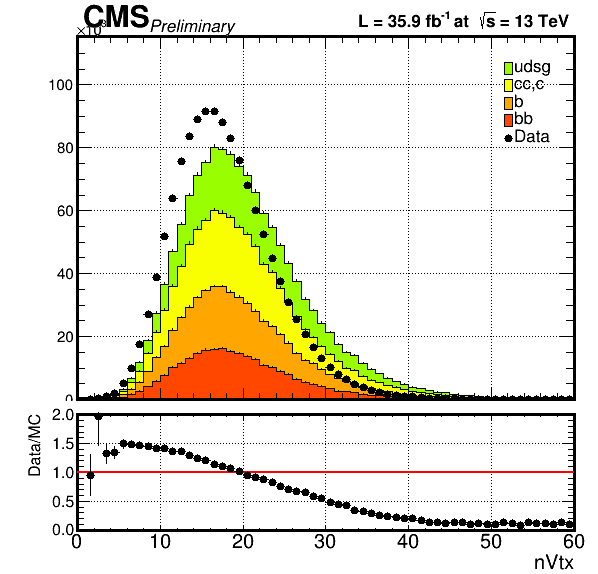 CMS Preliminary L = 35.9 fb⁻¹ at √s = 13 TeV
×10³
udsg
cc,c
b
bb
Data
100
80
60
40
20
0
Data/MC
2.0
1.5
1.0
0.5
0.0
0 10 20 30 40 50 60
nVtx